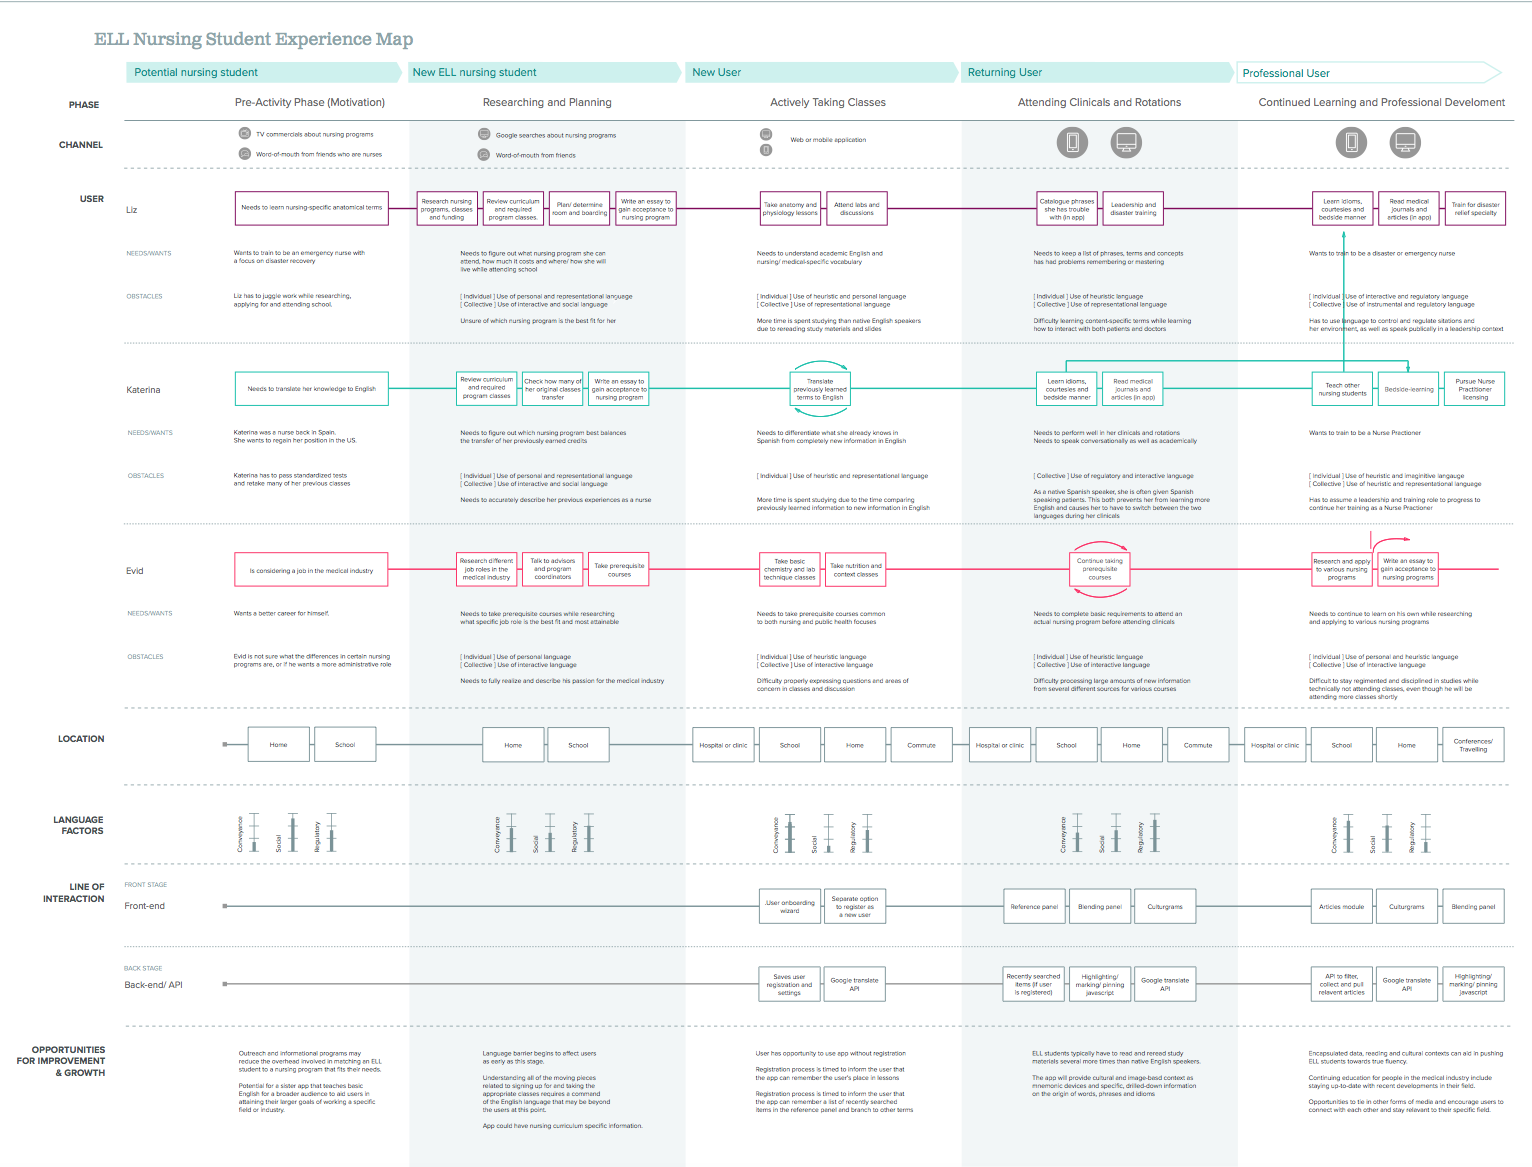 ELL Nursing Student Experience Map
Potential nursing student
New ELL nursing student
New User
Returning User
Professional User
PHASE
Pre-Activity Phase (Motivation)
Researching and Planning
Actively Taking Classes
Attending Clinicals and Rotations
Continued Learning and Professional Develoment
CHANNEL
TV commercials about nursing programs
Word-of-mouth from friends who are nurses
Google searches about nursing programs
Word-of-mouth from friends
Web or mobile application
USER
Liz
Needs to learn nursing-specific anatomical terms
Research nursing
programs, classes
and funding
Review curriculum
and required
program classes.
Plan/ determine
room and boarding
Write an essay to
gain acceptance to
nursing program
Take anatomy and
physiology lessons
Attend labs and
discussions
Catalogue phrases
she has trouble
with (in app)
Leadership and
disaster training
Learn idioms,
courtesies and
bedside manner
Read medical
journals and
articles (in app)
Train for disaster
relief specialty
NEEDS/WANTS
Wants to train to be an emergency nurse with
a focus on disaster recovery
Needs to figure out what nursing program she can
attend, how much it costs and where/ how she will
live while attending school
Needs to understand academic English and
nursing/ medical-specific vocabulary
Needs to keep a list of phrases, terms and concepts
has had problems remembering or mastering
Wants to train to be a disaster or emergency nurse
OBSTACLES
Liz has to juggle work while researching,
applying for and attending school.
[ Individual ] Use of personal and representational language
[ Collective ] Use of interactive and social language
Unsure of which nursing program is the best fit for her
[ Individual ] Use of heuristic and personal language
[ Collective ] Use of representational language
More time is spent studying than native English speakers
due to rereading study materials and slides
[ Individual ] Use of heuristic language
[ Collective ] Use of representational language
Difficulty learning content-specific terms while learning
how to interact with both patients and doctors
[ Individual ] Use of interactive and regulatory language
[ Collective ] Use of instrumental and regulatory language
Has to use language to control and regulate sitations and
her environment, as well as speak publically in a leadership context
Katerina
Needs to translate her knowledge to English
Review curriculum
and required
program classes
Check how many of
her original classes
transfer
Write an essay to
gain acceptance to
nursing program
Translate
previously learned
terms to English
Learn idioms,
courtesies and
bedside manner
Read medical
journals and
articles (in app)
Teach other
nursing students
Bedside-learning
Pursue Nurse
Practitioner
licensing
NEEDS/WANTS
Katerina was a nurse back in Spain.
She wants to regain her position in the US.
Needs to figure out which nursing program best balances
the transfer of her previously earned credits
Needs to differentiate what she already knows in
Spanish from completely new information in English
Needs to perform well in her clinicals and rotations
Needs to speak conversationally as well as academically
Wants to train to be a Nurse Practioner
OBSTACLES
Katerina has to pass standardized tests
and retake many of her previous classes
[ Individual ] Use of personal and representational language
[ Collective ] Use of interactive and social language
Needs to accurately describe her previous experiences as a nurse
[ Individual ] Use of heuristic and representational language
More time is spent studying due to the time comparing
previously learned information to new information in English
[ Collective ] Use of regulatory and interactive language
As a native Spanish speaker, she is often given Spanish
speaking patients. This both prevents her from learning more
English and causes her to have to switch between the two
languages during her clinicals
[ Individual ] Use of heuristic and imaginitive langauge
[ Collective ] Use of heuristic and representational language
Has to assume a leadership and training role to progress to
continue her training as a Nurse Practioner
Evid
Is considering a job in the medical industry
Research different
job roles in the
medical industry
Talk to advisors
and program
coordinators
Take prerequisite
courses
Take basic
chemistry and lab
technique classes
Take nutrition and
context classes
Continue taking
prerequisite
courses
Research and apply
to various nursing
programs
Write an essay to
gain acceptance to
nursing programs
NEEDS/WANTS
Wants a better career for himself.
Needs to take prerequisite courses while researching
what specific job role is the best fit and most attainable
Needs to take prerequisite courses common
to both nursing and public health focuses
Needs to complete basic requirements to attend an
actual nursing program before attending clinicals
Needs to continue to learn on his own while researching
and applying to various nursing programs
OBSTACLES
Evid is not sure what the differences in certain nursing
programs are, or if he wants a more administrative role
[ Individual ] Use of personal language
[ Collective ] Use of interactive language
Needs to fully realize and describe his passion for the medical industry
[ Individual ] Use of heuristic language
[ Collective ] Use of interactive language
Difficulty properly expressing questions and areas of
concern in classes and discussion
[ Individual ] Use of heuristic language
[ Collective ] Use of interactive language
Difficulty processing large amounts of new information
from several different sources for various courses
[ Individual ] Use of personal and heuristic language
[ Collective ] Use of interactive language
Difficult to stay regimented and disciplined in studies while
technically not attending classes, even though he will be
attending more classes shortly
LOCATION
Home
School
Home
School
Hospital or clinic
School
Home
Commute
Hospital or clinic
School
Home
Commute
Hospital or clinic
School
Home
Conferences/
Travelling
LANGUAGE
FACTORS
Conveyance
Social
Regulatory
Conveyance
Social
Regulatory
Conveyance
Social
Regulatory
Conveyance
Social
Regulatory
Conveyance
Social
Regulatory
LINE OF
INTERACTION
FRONT STAGE
Front-end
.User onboarding
wizard
Separate option
to register as
a new user
Reference panel
Blending panel
Culturgrams
Articles module
Culturgrams
Blending panel
BACK STAGE
Back-end/ API
Saves user
registration and
settings
Google translate
API
Recently searched
items (if user
is registered)
Highlighting/
marking/ pinning
javascript
Google translate
API
API to filter,
collect and pull
relavent articles
Google translate
API
Highlighting/
marking/ pinning
javascript
OPPORTUNITIES
FOR IMPROVEMENT
& GROWTH
Outreach and informational programs may
reduce the overhead involved in matching an ELL
student to a nursing program that fits their needs.
Potential for a sister app that teaches basic
English for a broader audience to aid users in
attaining their larger goals of working a specific
field or industry.
Language barrier begins to affect users
as early as this stage.
Understanding all of the moving pieces
related to signing up for and taking the
appropriate classes requires a command
of the English language that may be beyond
the users at this point.
App could have nursing curriculum specific information.
User has opportunity to use app without registration
Registration process is timed to inform the user that
the app can remember the user's place in lessons
Registration process is timed to inform the user that
the app can remember a list of recently searched
items in the reference panel and branch to other terms
ELL students typically have to read and reread study
materials several more times than native English speakers.
The app will provide cultural and image-basd context as
mnemonic devices and specific, drilled-down information
on the origin of words, phrases and idioms
Encapsulated data, reading and cultural contexts can aid in pushing
ELL students towards true fluency.
Continuing education for people in the medical industry include
staying up-to-date with recent developments in their field.
Opportunities to tie in other forms of media and encourage users to
connect with each other and stay relevant to their specific field.